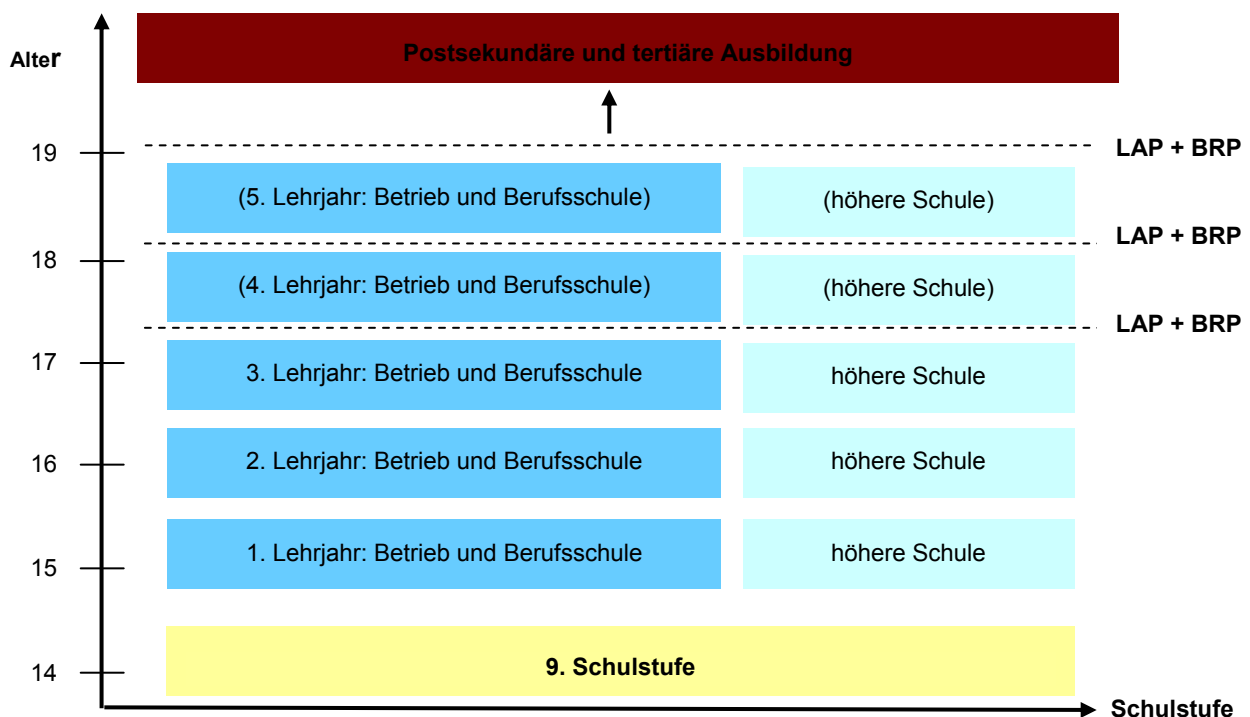 Alter
Postsekundäre und tertiäre Ausbildung
19
LAP + BRP
(5. Lehrjahr: Betrieb und Berufsschule)
(höhere Schule)
LAP + BRP
18
(4. Lehrjahr: Betrieb und Berufsschule)
(höhere Schule)
LAP + BRP
17
3. Lehrjahr: Betrieb und Berufsschule
höhere Schule
16
2. Lehrjahr: Betrieb und Berufsschule
höhere Schule
15
1. Lehrjahr: Betrieb und Berufsschule
höhere Schule
14
9. Schulstufe
Schulstufe